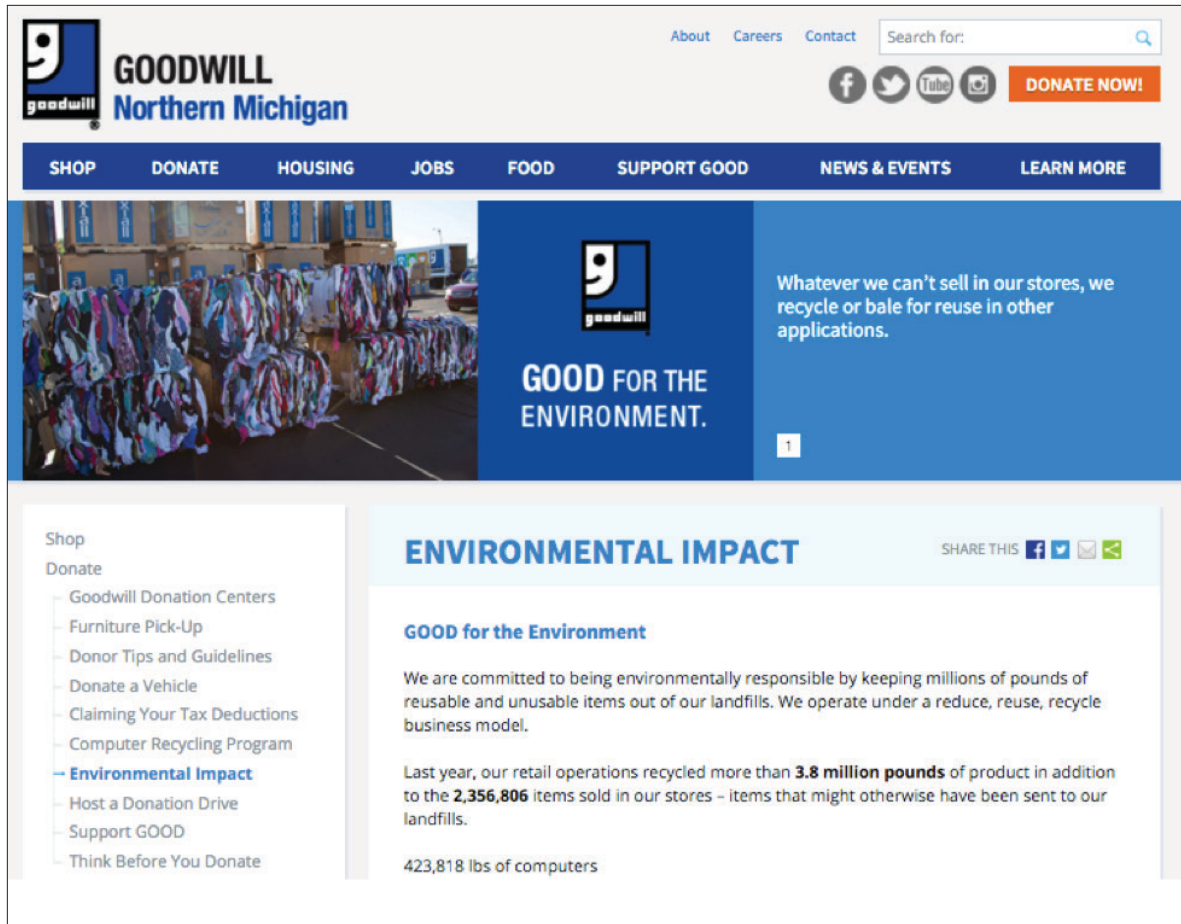 About Careers Contact Search for:
goodwill
®
GOODWILL
Northern Michigan
Tube
DONATE NOW!
SHOP DONATE HOUSING JOBS FOOD SUPPORT GOOD NEWS & EVENTS LEARN MORE
goodwill
GOOD FOR THE
ENVIRONMENT.
Whatever we can't sell in our stores, we
recycle or bale for reuse in other
applications.
1
Shop
Donate
Goodwill Donation Centers
Furniture Pick-Up
Donor Tips and Guidelines
Donate a Vehicle
Claiming Your Tax Deductions
Computer Recycling Program
Environmental Impact
Host a Donation Drive
Support GOOD
Think Before You Donate
ENVIRONMENTAL IMPACT
SHARE THIS
GOOD for the Environment
We are committed to being environmentally responsible by keeping millions of pounds of
reusable and unusable items out of our landfills. We operate under a reduce, reuse, recycle
business model.
Last year, our retail operations recycled more than 3.8 million pounds of product in addition
to the 2,356,806 items sold in our stores – items that might otherwise have been sent to our
landfills.
423,818 lbs of computers